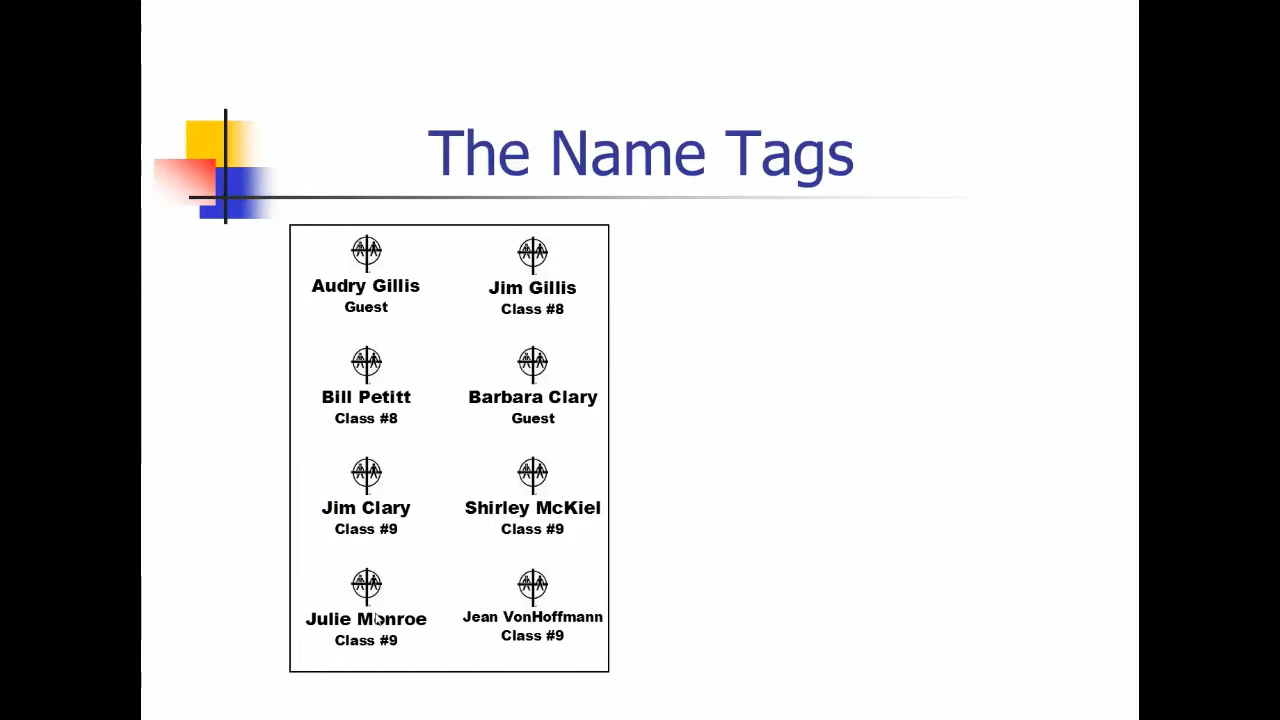 The Name Tags
Audry Gillis
Guest
Jim Gillis
Class #8
Bill Petitt
Class #8
Barbara Clary
Guest
Jim Clary
Class #9
Shirley McKiel
Class #9
Julie Monroe
Class #9
Jean VonHoffmann
Class #9